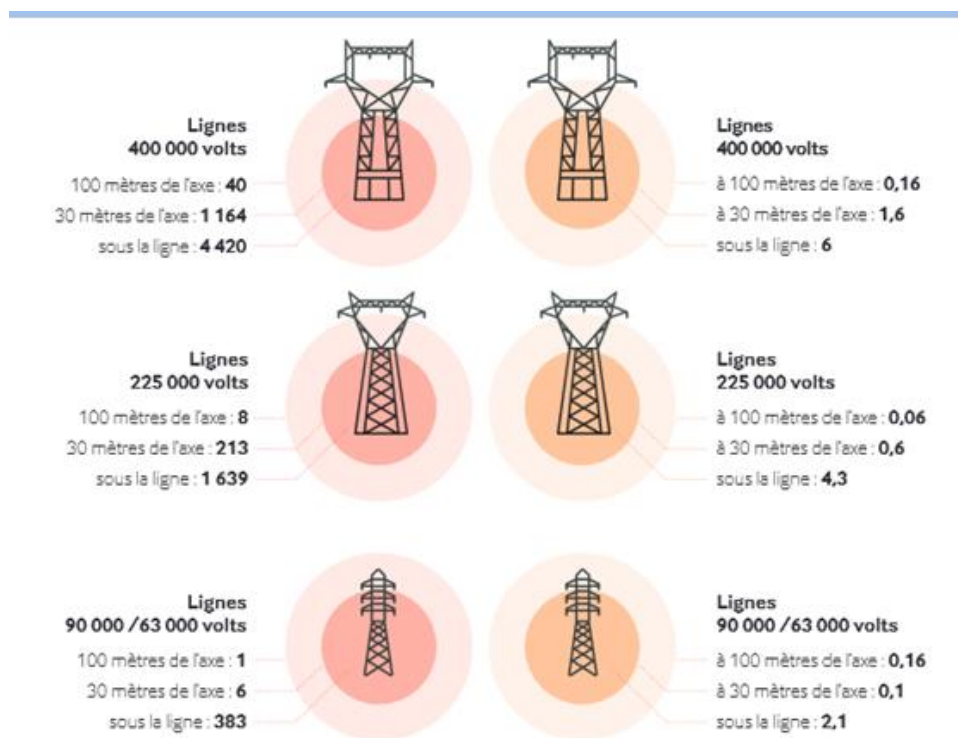 Lignes
400 000 volts
100 mètres de l'axe : 40
30 mètres de l'axe : 1 164
sous la ligne : 4 420
Lignes
400 000 volts
à 100 mètres de l'axe : 0,16
à 30 mètres de l'axe : 1,6
sous la ligne : 6
Lignes
225 000 volts
100 mètres de l'axe : 8
30 mètres de l'axe : 213
sous la ligne : 1 639
Lignes
225 000 volts
à 100 mètres de l'axe : 0,06
à 30 mètres de l'axe : 0,6
sous la ligne : 4,3
Lignes
90 000 /63 000 volts
100 mètres de l'axe : 1
30 mètres de l'axe : 6
sous la ligne : 383
Lignes
90 000 /63 000 volts
à 100 mètres de l'axe : 0,16
à 30 mètres de l'axe : 0,1
sous la ligne : 2,1